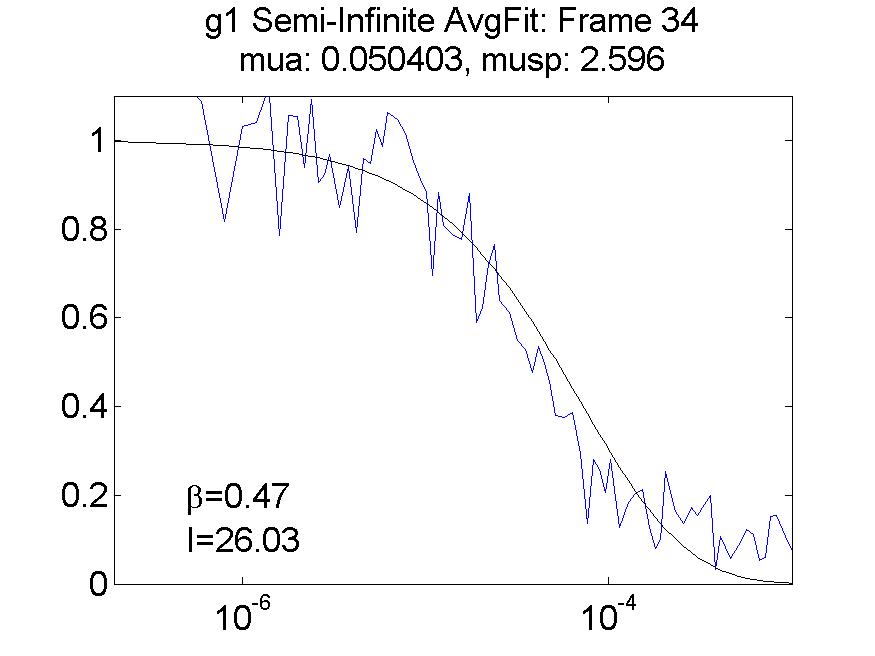 g1 Semi-Infinite AvgFit: Frame 34
mua: 0.050403, musp: 2.596
1
0.8
0.6
0.4
0.2
0
β=0.47
I=26.03
10^-6
10^-4